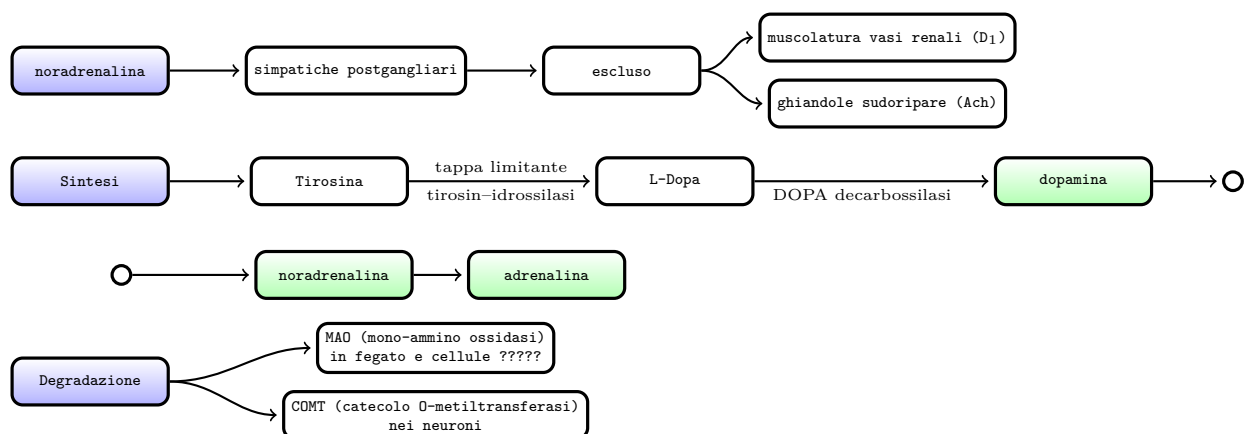 noradrenalina
simpatiche postgangliari
escluso
muscolatura vasi renali (D₁)
ghiandole sudoripare (Ach)
Sintesi
Tirosina
tappa limitante
tirosin–idrossilasi
L-Dopa
DOPA decarbossilasi
dopamina
noradrenalina
adrenalina
Degradazione
MAO (mono-ammino ossidasi)
in fegato e cellule ?????
COMT (catecolo O-metiltransferasi)
nei neuroni